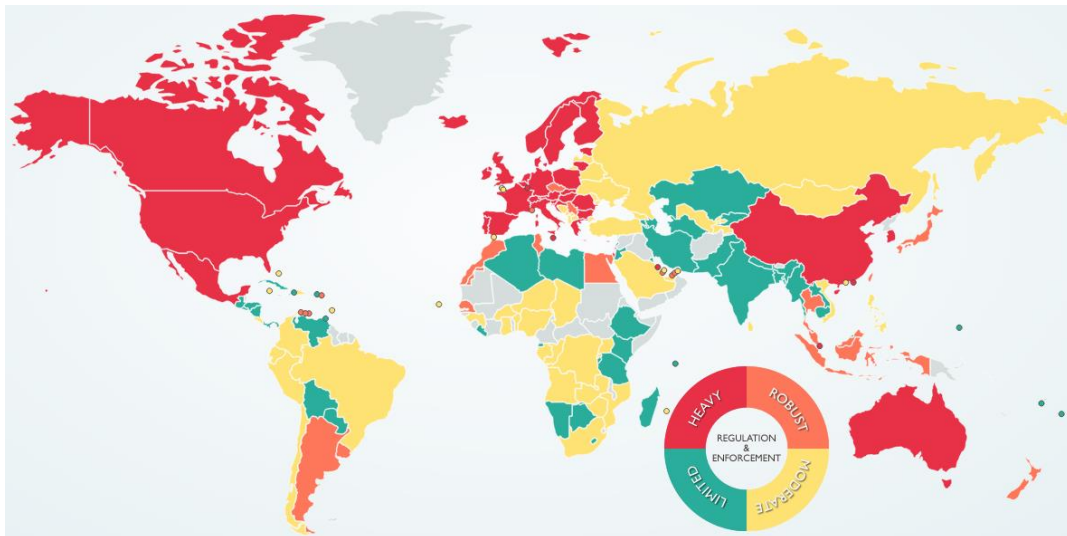 HEAVY
ROBUST
REGULATION
&
ENFORCEMENT
LIMITED
MODERATE